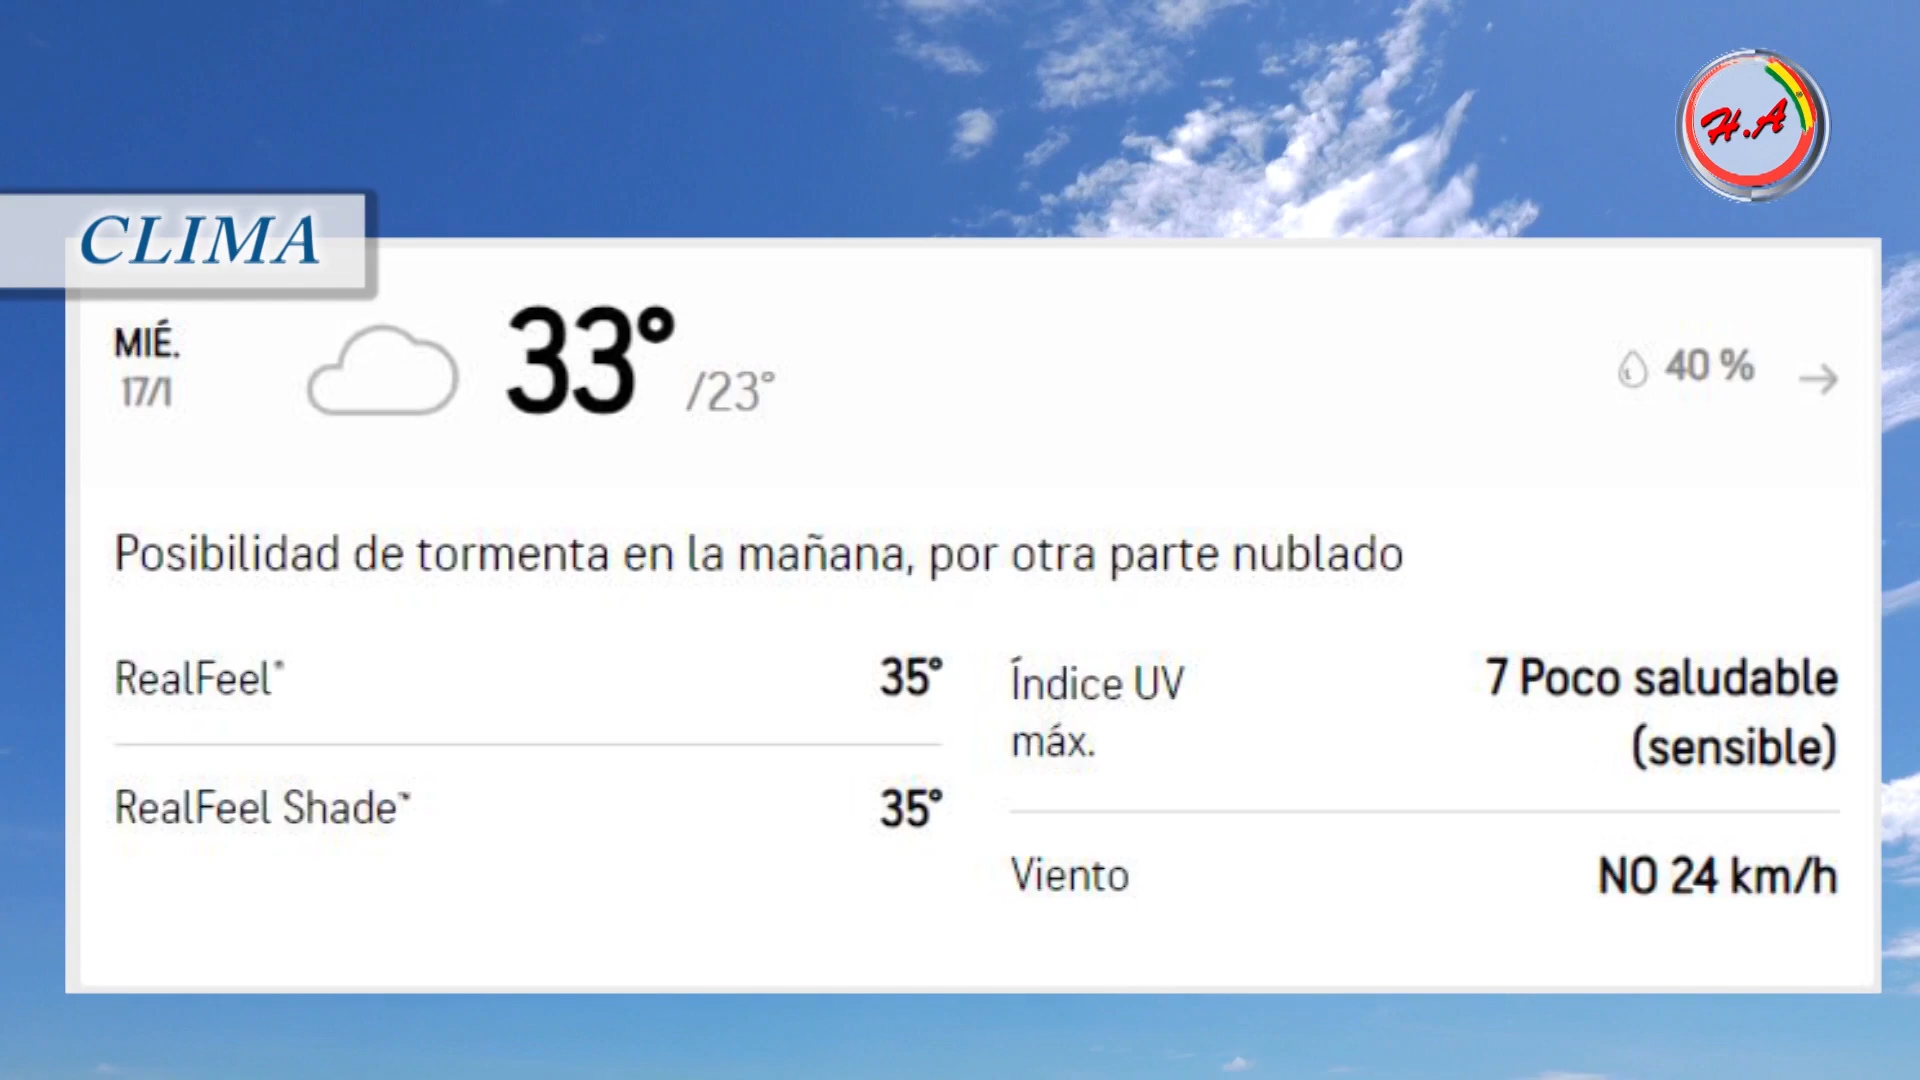 H.A
CLIMA
MIÉ.
17/1
33° /23°
40 %
Posibilidad de tormenta en la mañana, por otra parte nublado
RealFeel®
35°
RealFeel Shade™
35°
Índice UV
máx.
7 Poco saludable
(sensible)
Viento
NO 24 km/h